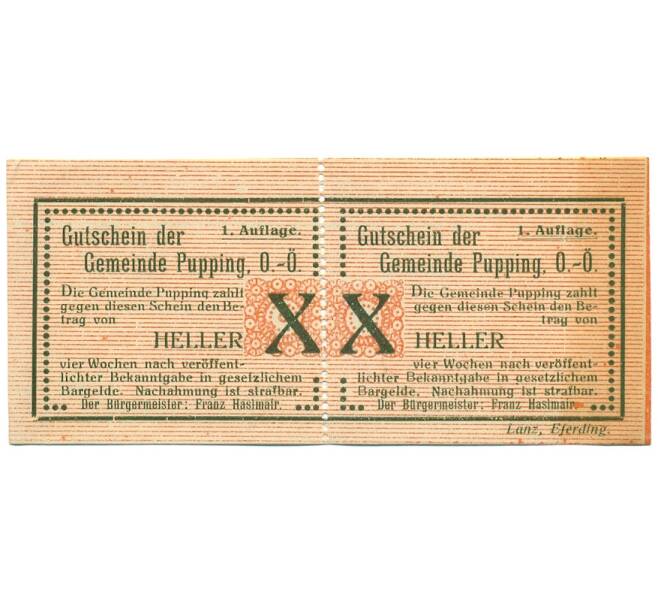 Gutschein der 1. Auflage.
Gemeinde Pupping, O.-Ö.
Die Gemeinde Pupping zahlt
gegen diesen Schein den Be-
trag von
HELLER X
vier Wochen nach veröffent-
lichter Bekanntgabe in gesetzlichem
Bargelde. Nachahmung ist strafbar.
Der Bürgermeister: Franz Haslmair.
Gutschein der 1. Auflage.
Gemeinde Pupping, O.-Ö.
Die Gemeinde Pupping zahlt
gegen diesen Schein den Be-
trag von
X HELLER
vier Wochen nach veröffent-
lichter Bekanntgabe in gesetzlichem
Bargelde. Nachahmung ist strafbar.
Der Bürgermeister: Franz Haslmair.
Lanz, Eferding.